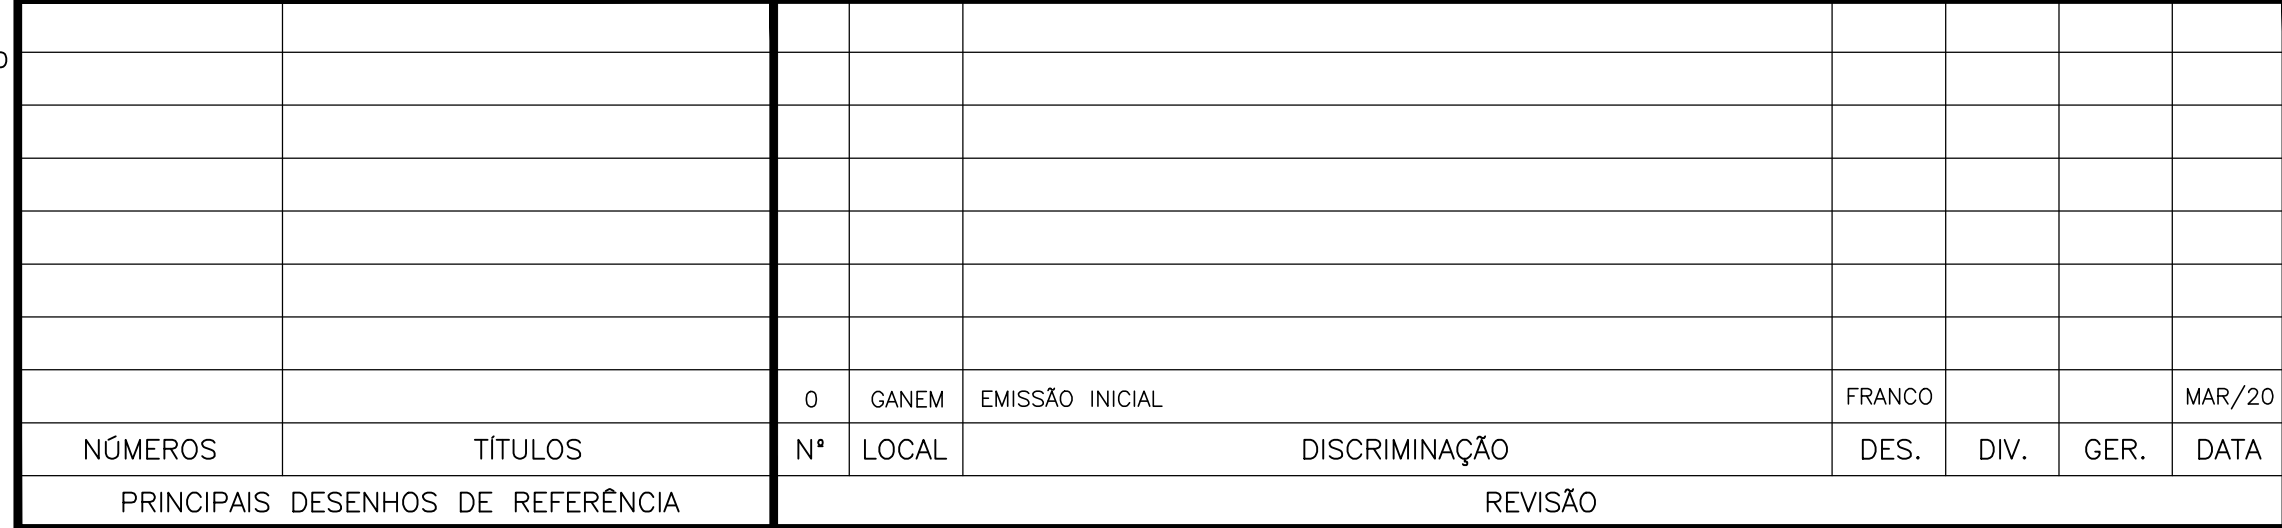 0 GANEM EMISSÃO INICIAL FRANCO MAR/20
NÚMEROS TÍTULOS Nº LOCAL DISCRIMINAÇÃO DES. DIV. GER. DATA
PRINCIPAIS DESENHOS DE REFERÊNCIA REVISÃO